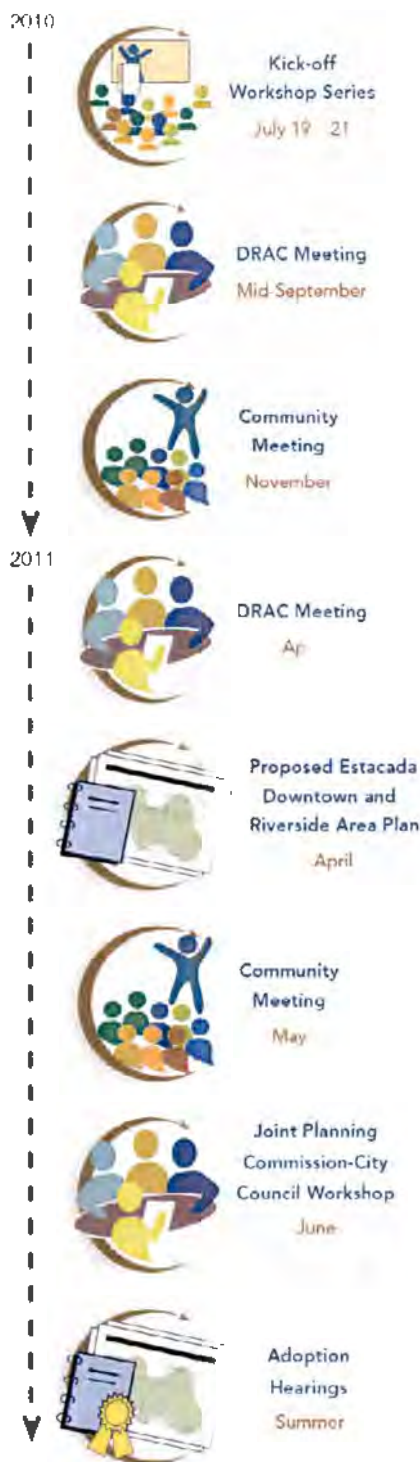 2010
Kick-off
Workshop Series
July 19 21
DRAC Meeting
Mid-September
Community
Meeting
November
2011
DRAC Meeting
Ap
Proposed Estacada
Downtown and
Riverside Area Plan
April
Community
Meeting
May
Joint Planning
Commission-City
Council Workshop
June
Adoption
Hearings
Summer